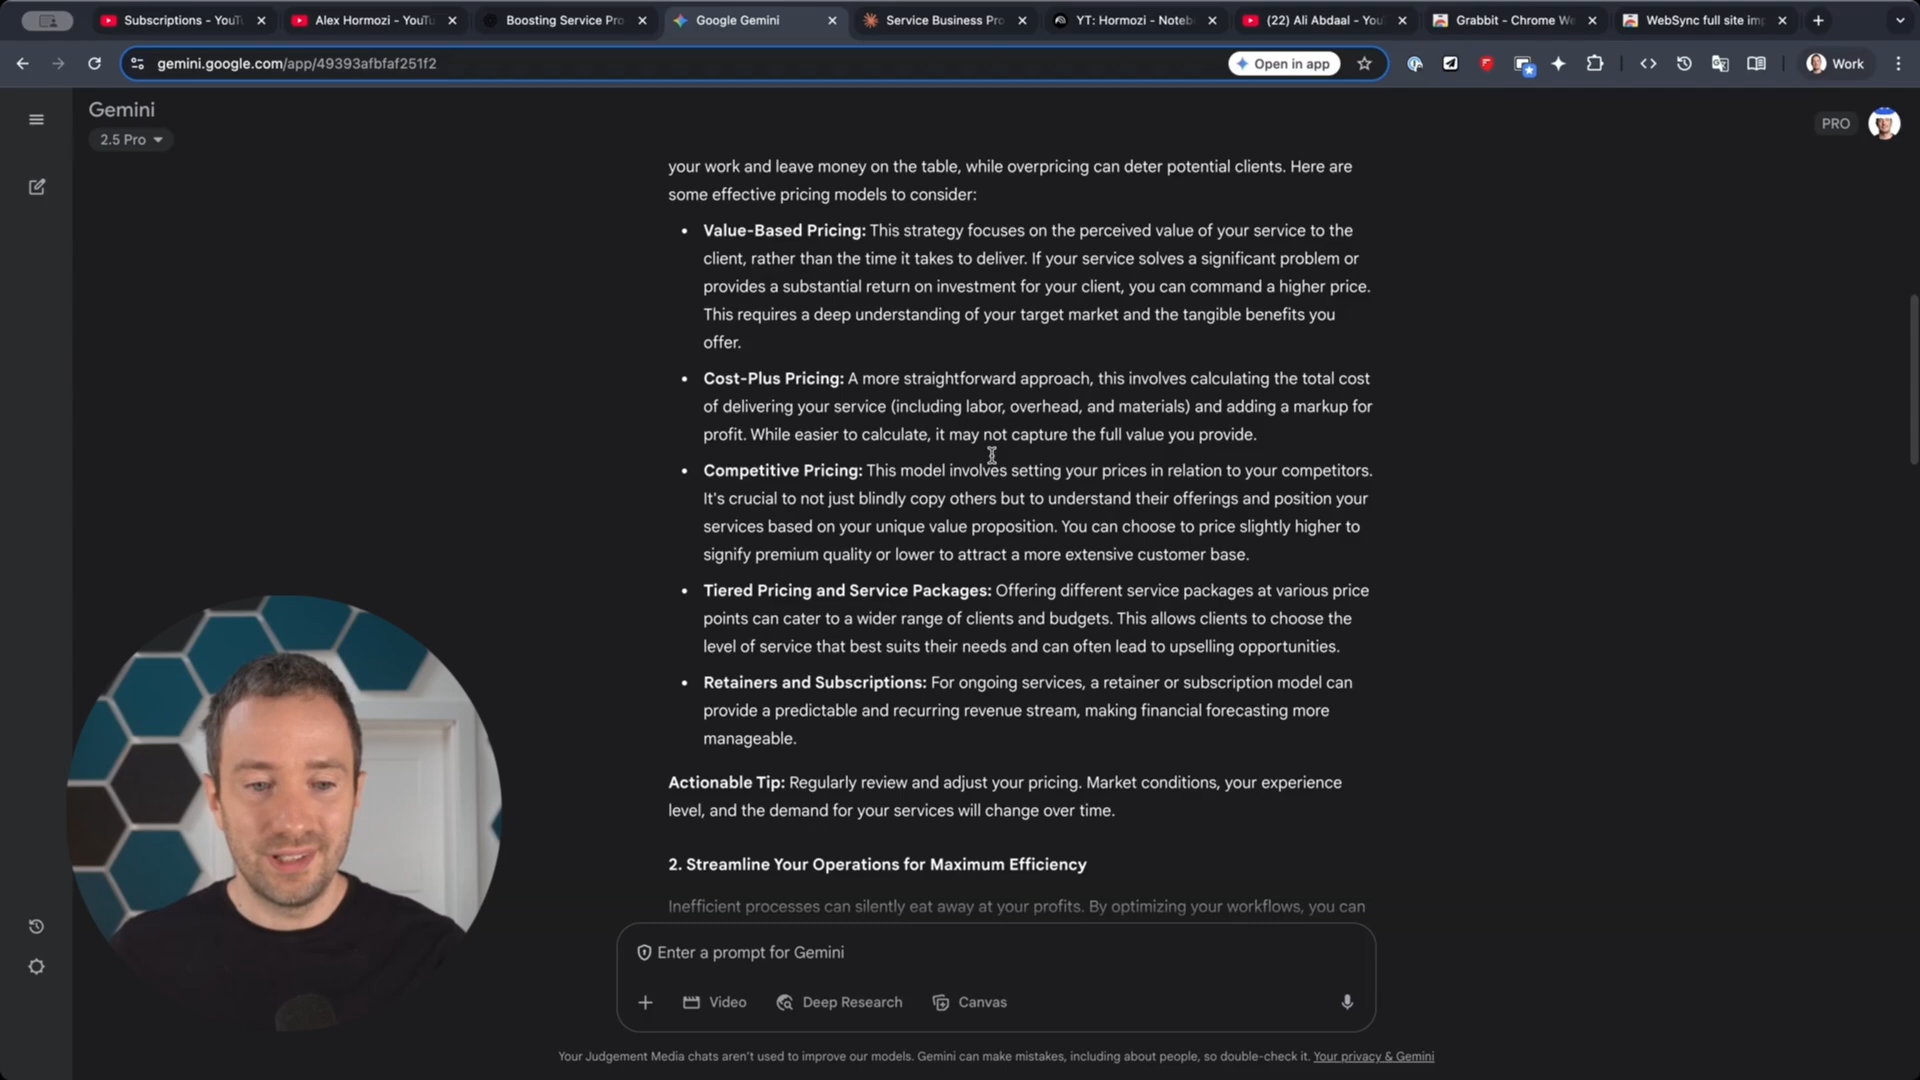 Subscriptions - YouTu
Alex Hormozi - YouTu
Boosting Service Pro
Google Gemini
Service Business Pro
YT: Hormozi - Noteb
(22) Ali Abdaal - You
Grabbit - Chrome We
WebSync full site imp
gemini.google.com/app/49393afbfaf251f2
Open in app
Work
Gemini
2.5 Pro
PRO
your work and leave money on the table, while overpricing can deter potential clients. Here are
some effective pricing models to consider:
• Value-Based Pricing: This strategy focuses on the perceived value of your service to the
client, rather than the time it takes to deliver. If your service solves a significant problem or
provides a substantial return on investment for your client, you can command a higher price.
This requires a deep understanding of your target market and the tangible benefits you
offer.
• Cost-Plus Pricing: A more straightforward approach, this involves calculating the total cost
of delivering your service (including labor, overhead, and materials) and adding a markup for
profit. While easier to calculate, it may not capture the full value you provide.
• Competitive Pricing: This model involves setting your prices in relation to your competitors.
It's crucial to not just blindly copy others but to understand their offerings and position your
services based on your unique value proposition. You can choose to price slightly higher to
signify premium quality or lower to attract a more extensive customer base.
• Tiered Pricing and Service Packages: Offering different service packages at various price
points can cater to a wider range of clients and budgets. This allows clients to choose the
level of service that best suits their needs and can often lead to upselling opportunities.
• Retainers and Subscriptions: For ongoing services, a retainer or subscription model can
provide a predictable and recurring revenue stream, making financial forecasting more
manageable.
Actionable Tip: Regularly review and adjust your pricing. Market conditions, your experience
level, and the demand for your services will change over time.
2. Streamline Your Operations for Maximum Efficiency
Inefficient processes can silently eat away at your profits. By optimizing your workflows, you can
Enter a prompt for Gemini
Video
Deep Research
Canvas
Your Judgement Media chats aren't used to improve our models. Gemini can make mistakes, including about people, so double-check it. Your privacy & Gemini